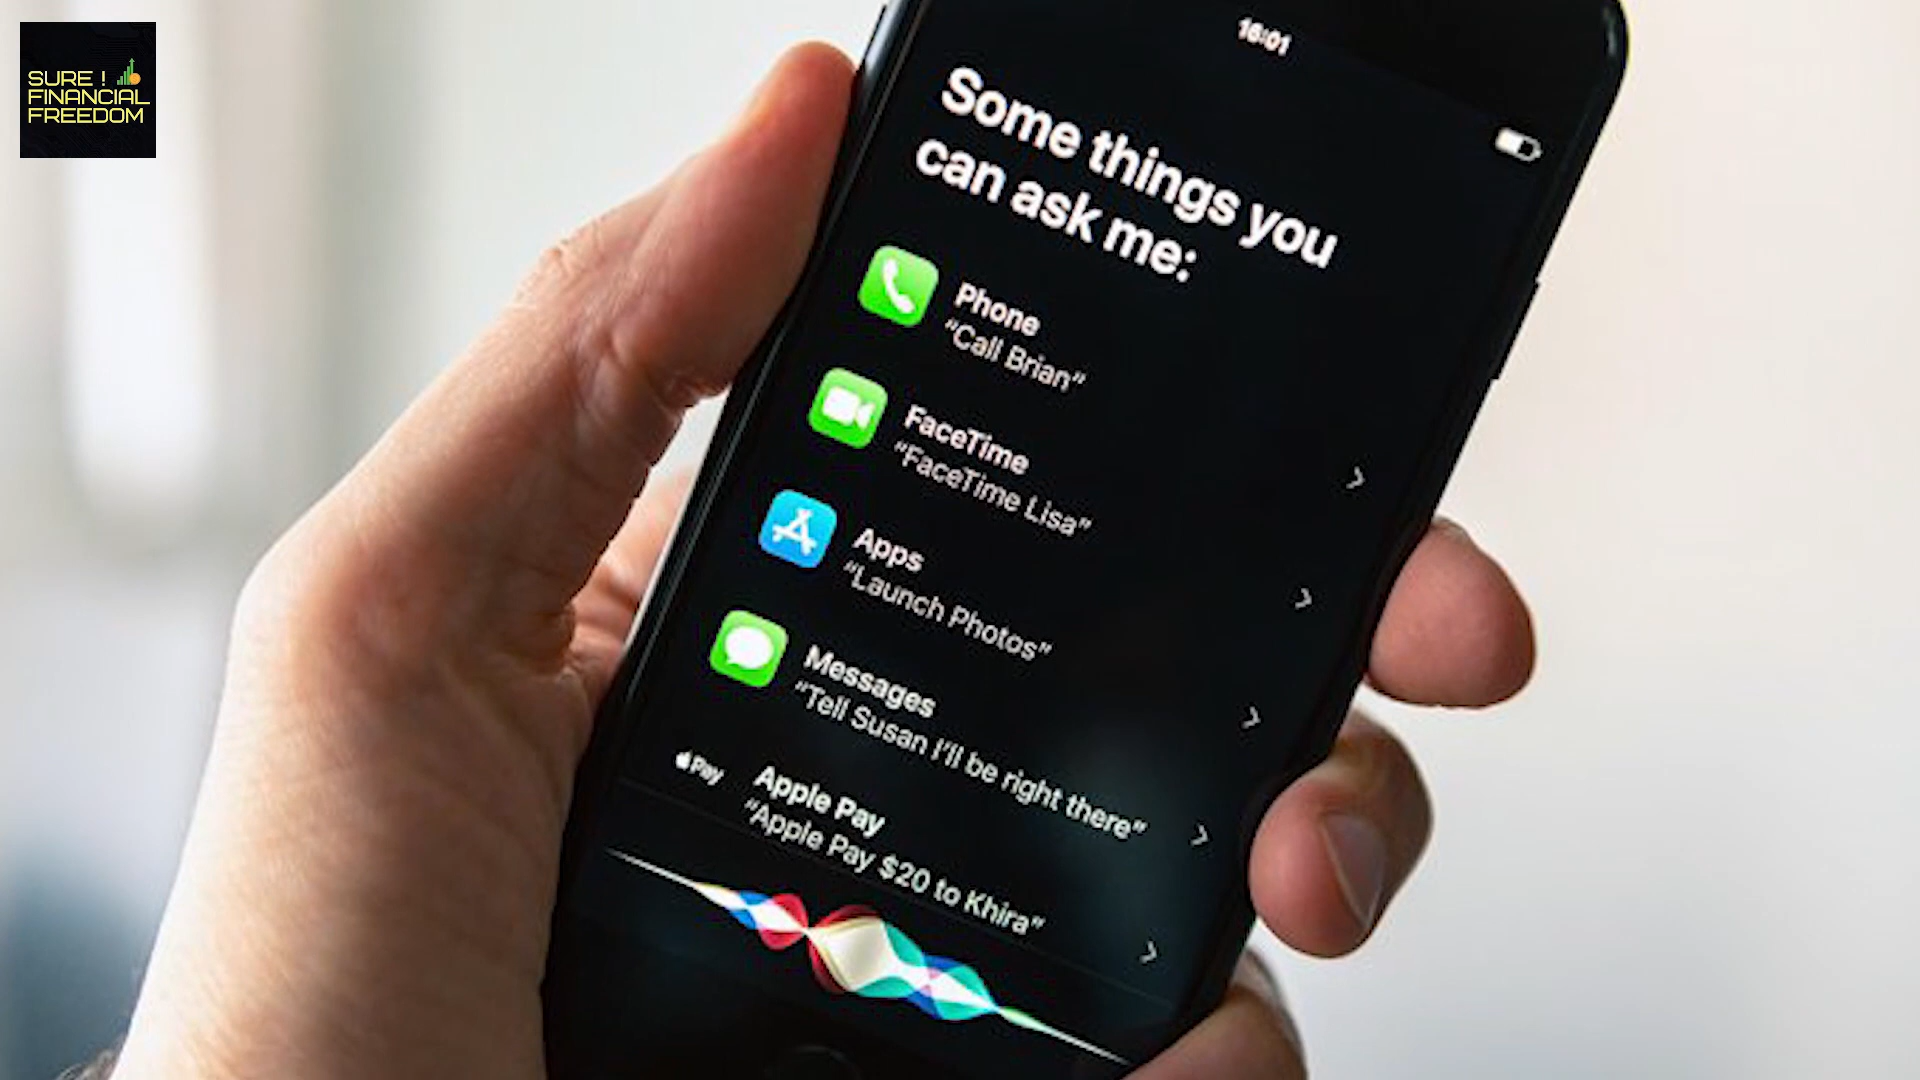 SURE !
FINANCIAL
FREEDOM
16:01
Some things you
can ask me:
Phone
“Call Brian”
FaceTime
“FaceTime Lisa”
Apps
“Launch Photos”
Messages
“Tell Susan I’ll be right there”
Pay
Apple Pay
“Apple Pay $20 to Khira”